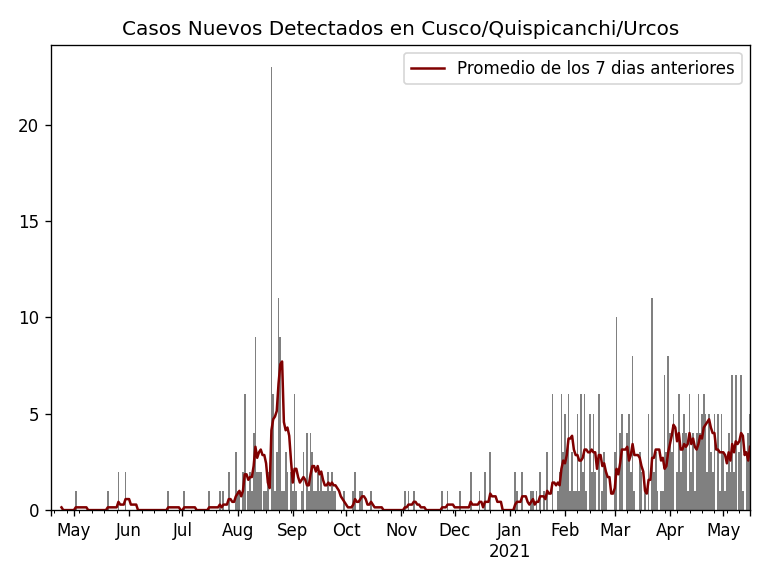 Casos Nuevos Detectados en Cusco/Quispicanchi/Urcos
Promedio de los 7 dias anteriores
20
15
10
5
0
May Jun Jul Aug Sep Oct Nov Dec Jan Feb Mar Apr May
2021